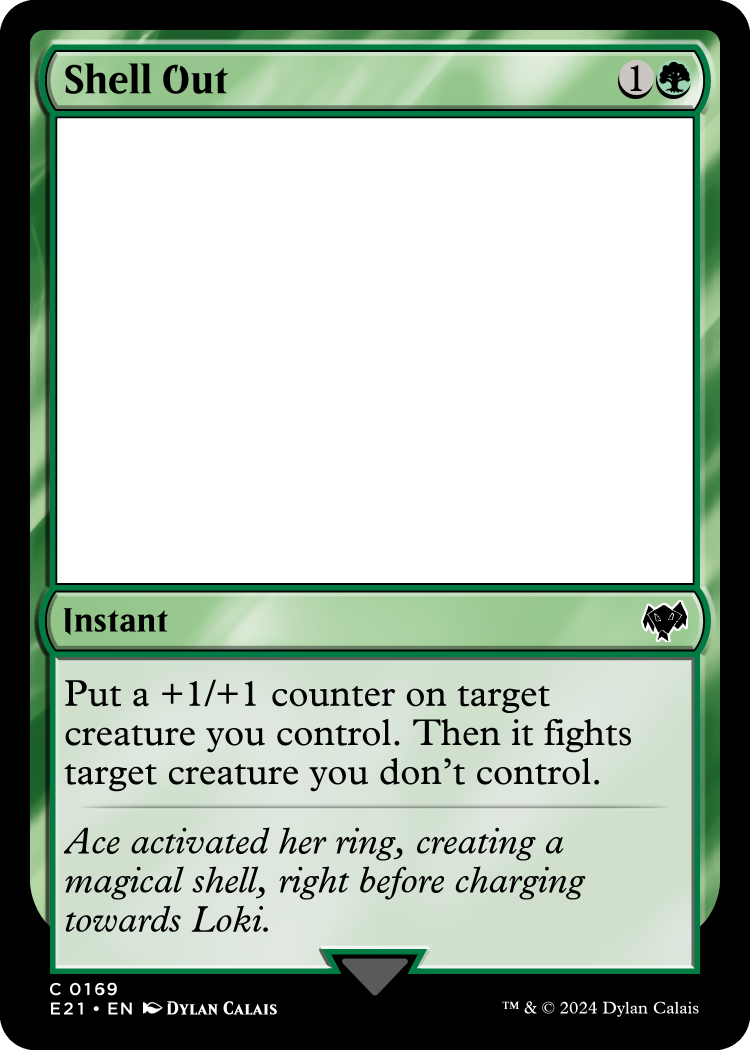 Shell Out 1
Instant
Put a +1/+1 counter on target
creature you control. Then it fights
target creature you don't control.
Ace activated her ring, creating a
magical shell, right before charging
towards Loki.
C 0169
E21 • EN Dylan Calais
™ & © 2024 Dylan Calais